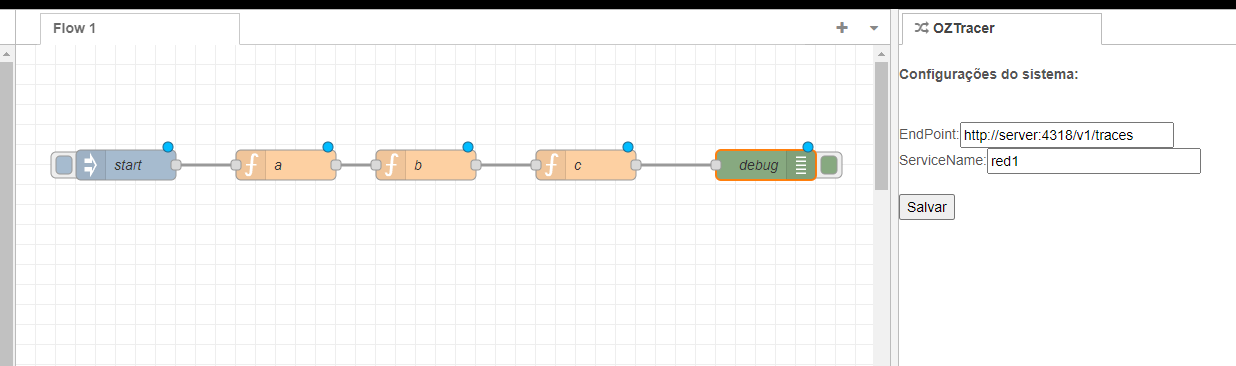 Flow 1
OZTracer
Configurações do sistema:
EndPoint: http://server:4318/v1/traces
ServiceName: red1
Salvar
start
a
b
c
debug